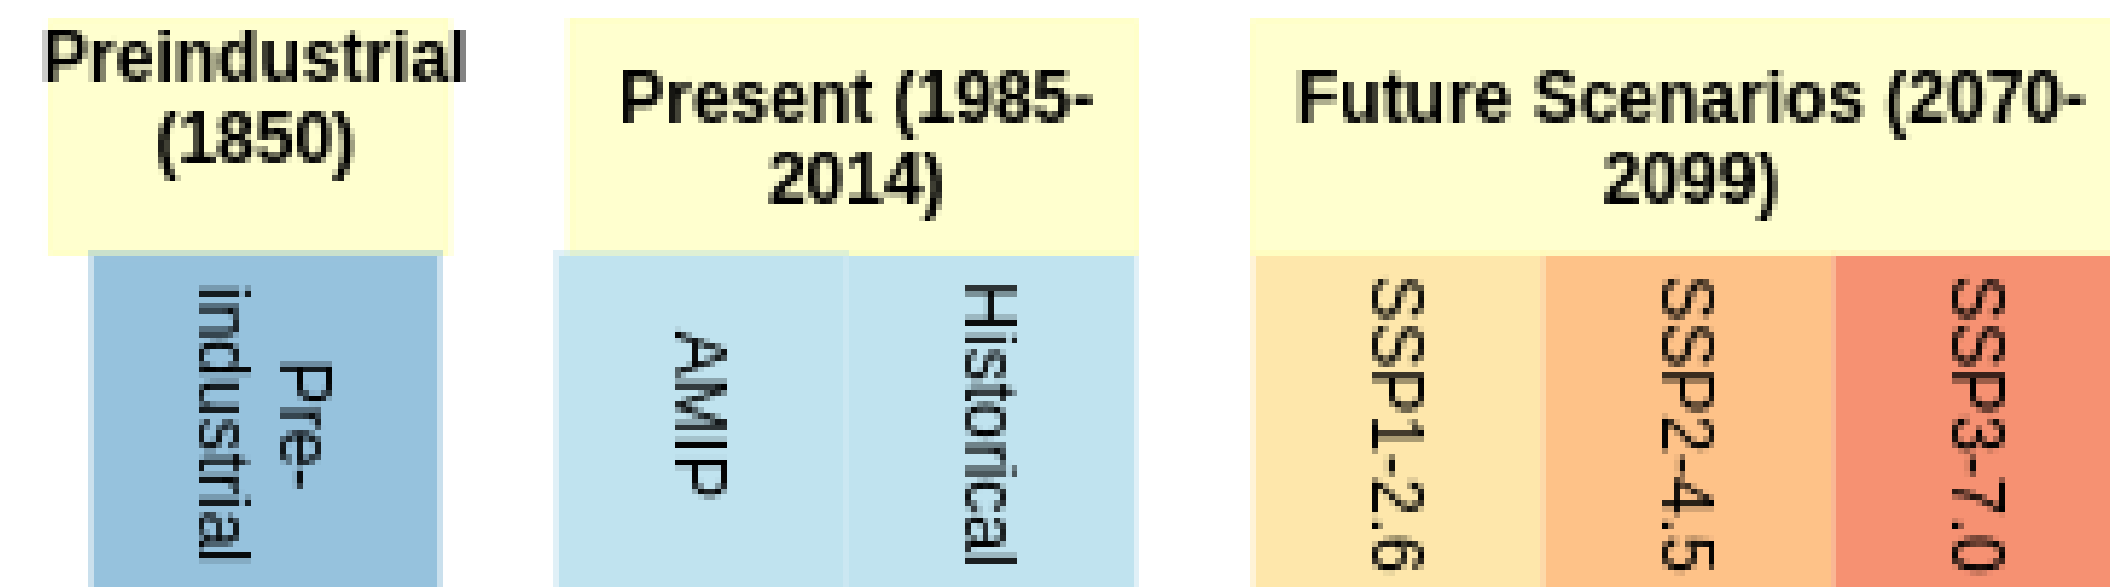 Preindustrial
(1850)
Present (1985-
2014)
Future Scenarios (2070-
2099)
Pre-
industrial
AMIP
Historical
SSP1-2.6
SSP2-4.5
SSP3-7.0